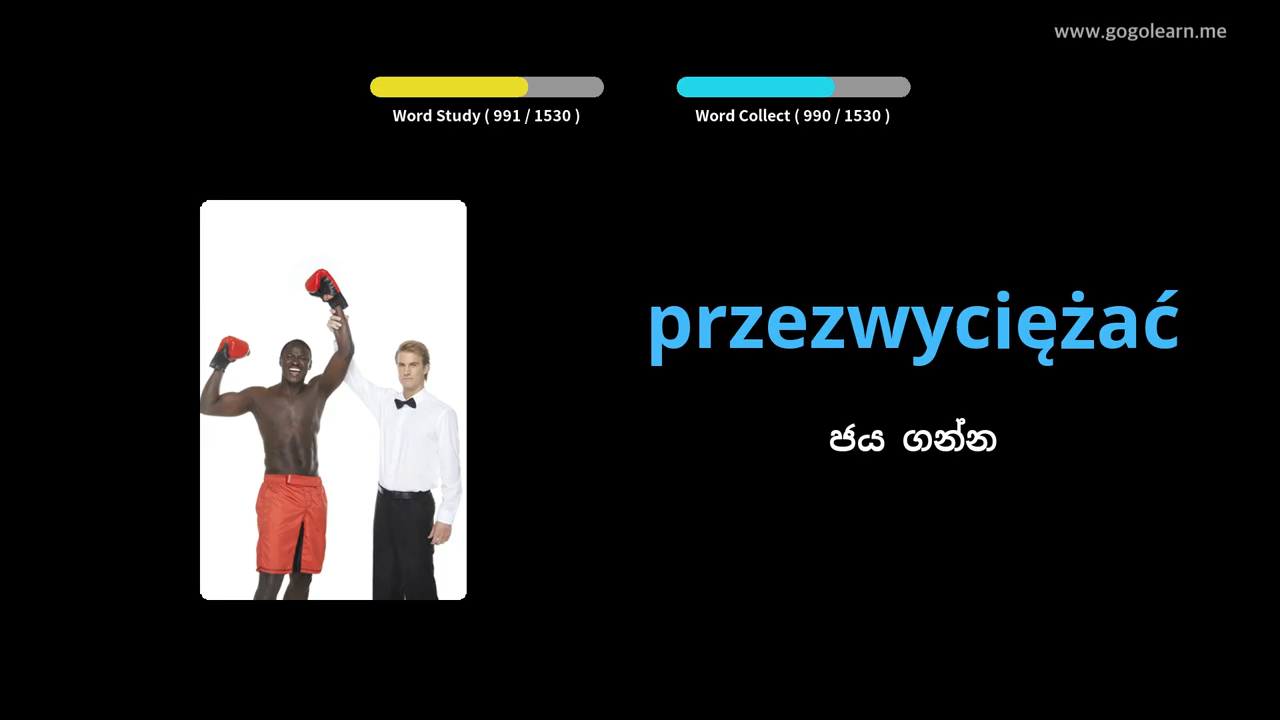 www.gogolearn.me
Word Study ( 991 / 1530 )
Word Collect ( 990 / 1530 )
przezwyciężać
ජය ගන්න